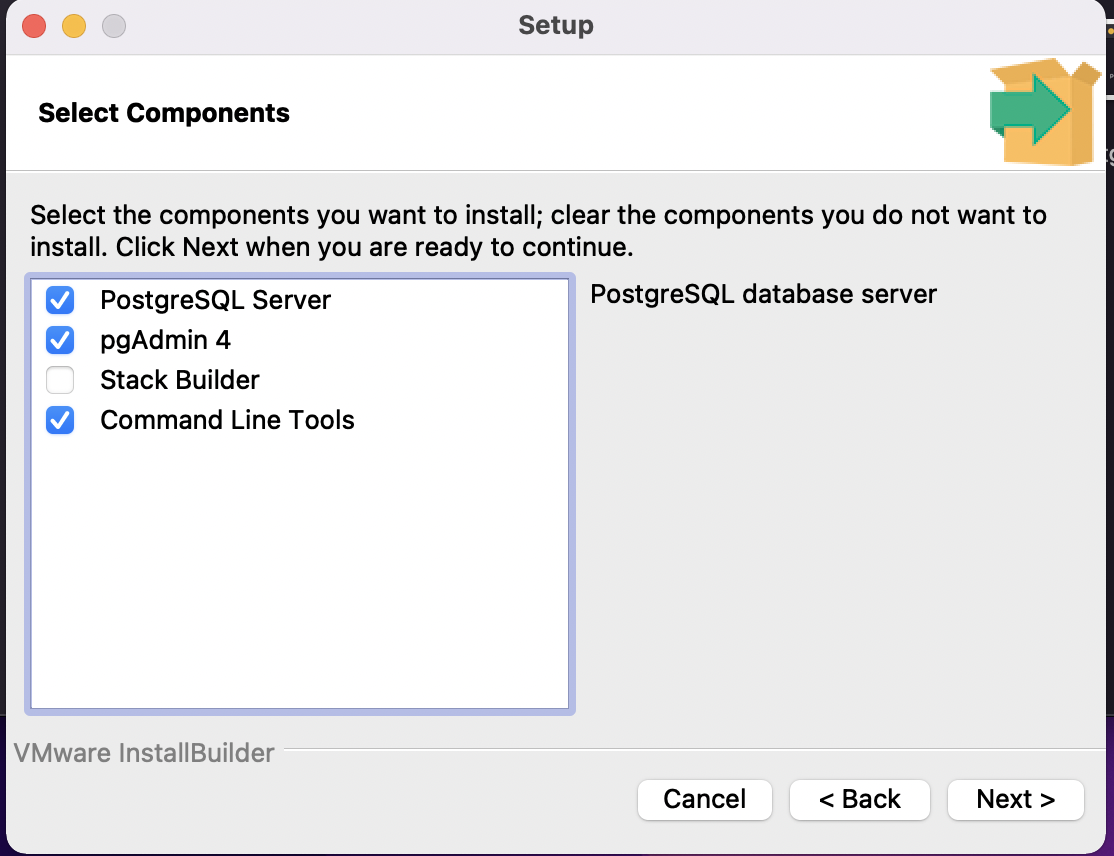 Setup
Select Components
Select the components you want to install; clear the components you do not want to
install. Click Next when you are ready to continue.
PostgreSQL Server
PostgreSQL database server
pgAdmin 4
Stack Builder
Command Line Tools
VMware InstallBuilder
Cancel
< Back
Next >